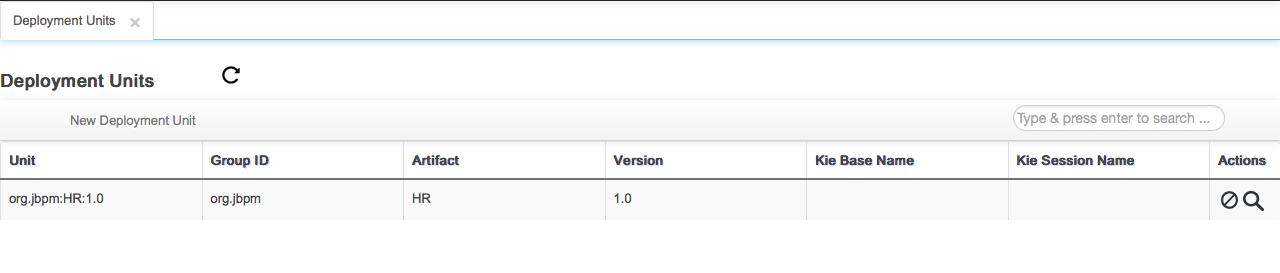 Deployment Units
Deployment Units
New Deployment Unit
Type & press enter to search ...
Unit Group ID Artifact Version Kie Base Name Kie Session Name Actions
org.jbpm:HR:1.0 org.jbpm HR 1.0